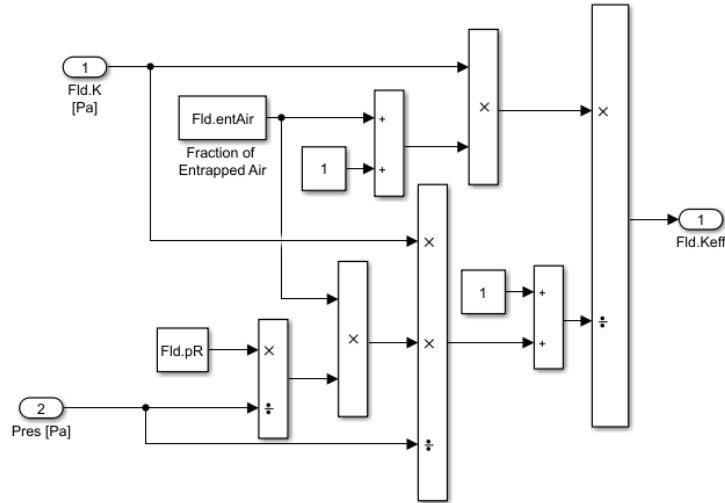 1
Fld.K
[Pa]
Fld.entAir
Fraction of
Entrapped Air
1
+
+
×
×
÷
1
Fld.Keff
×
×
÷
1
+
+
×
Fld.pR
×
÷
2
Pres [Pa]